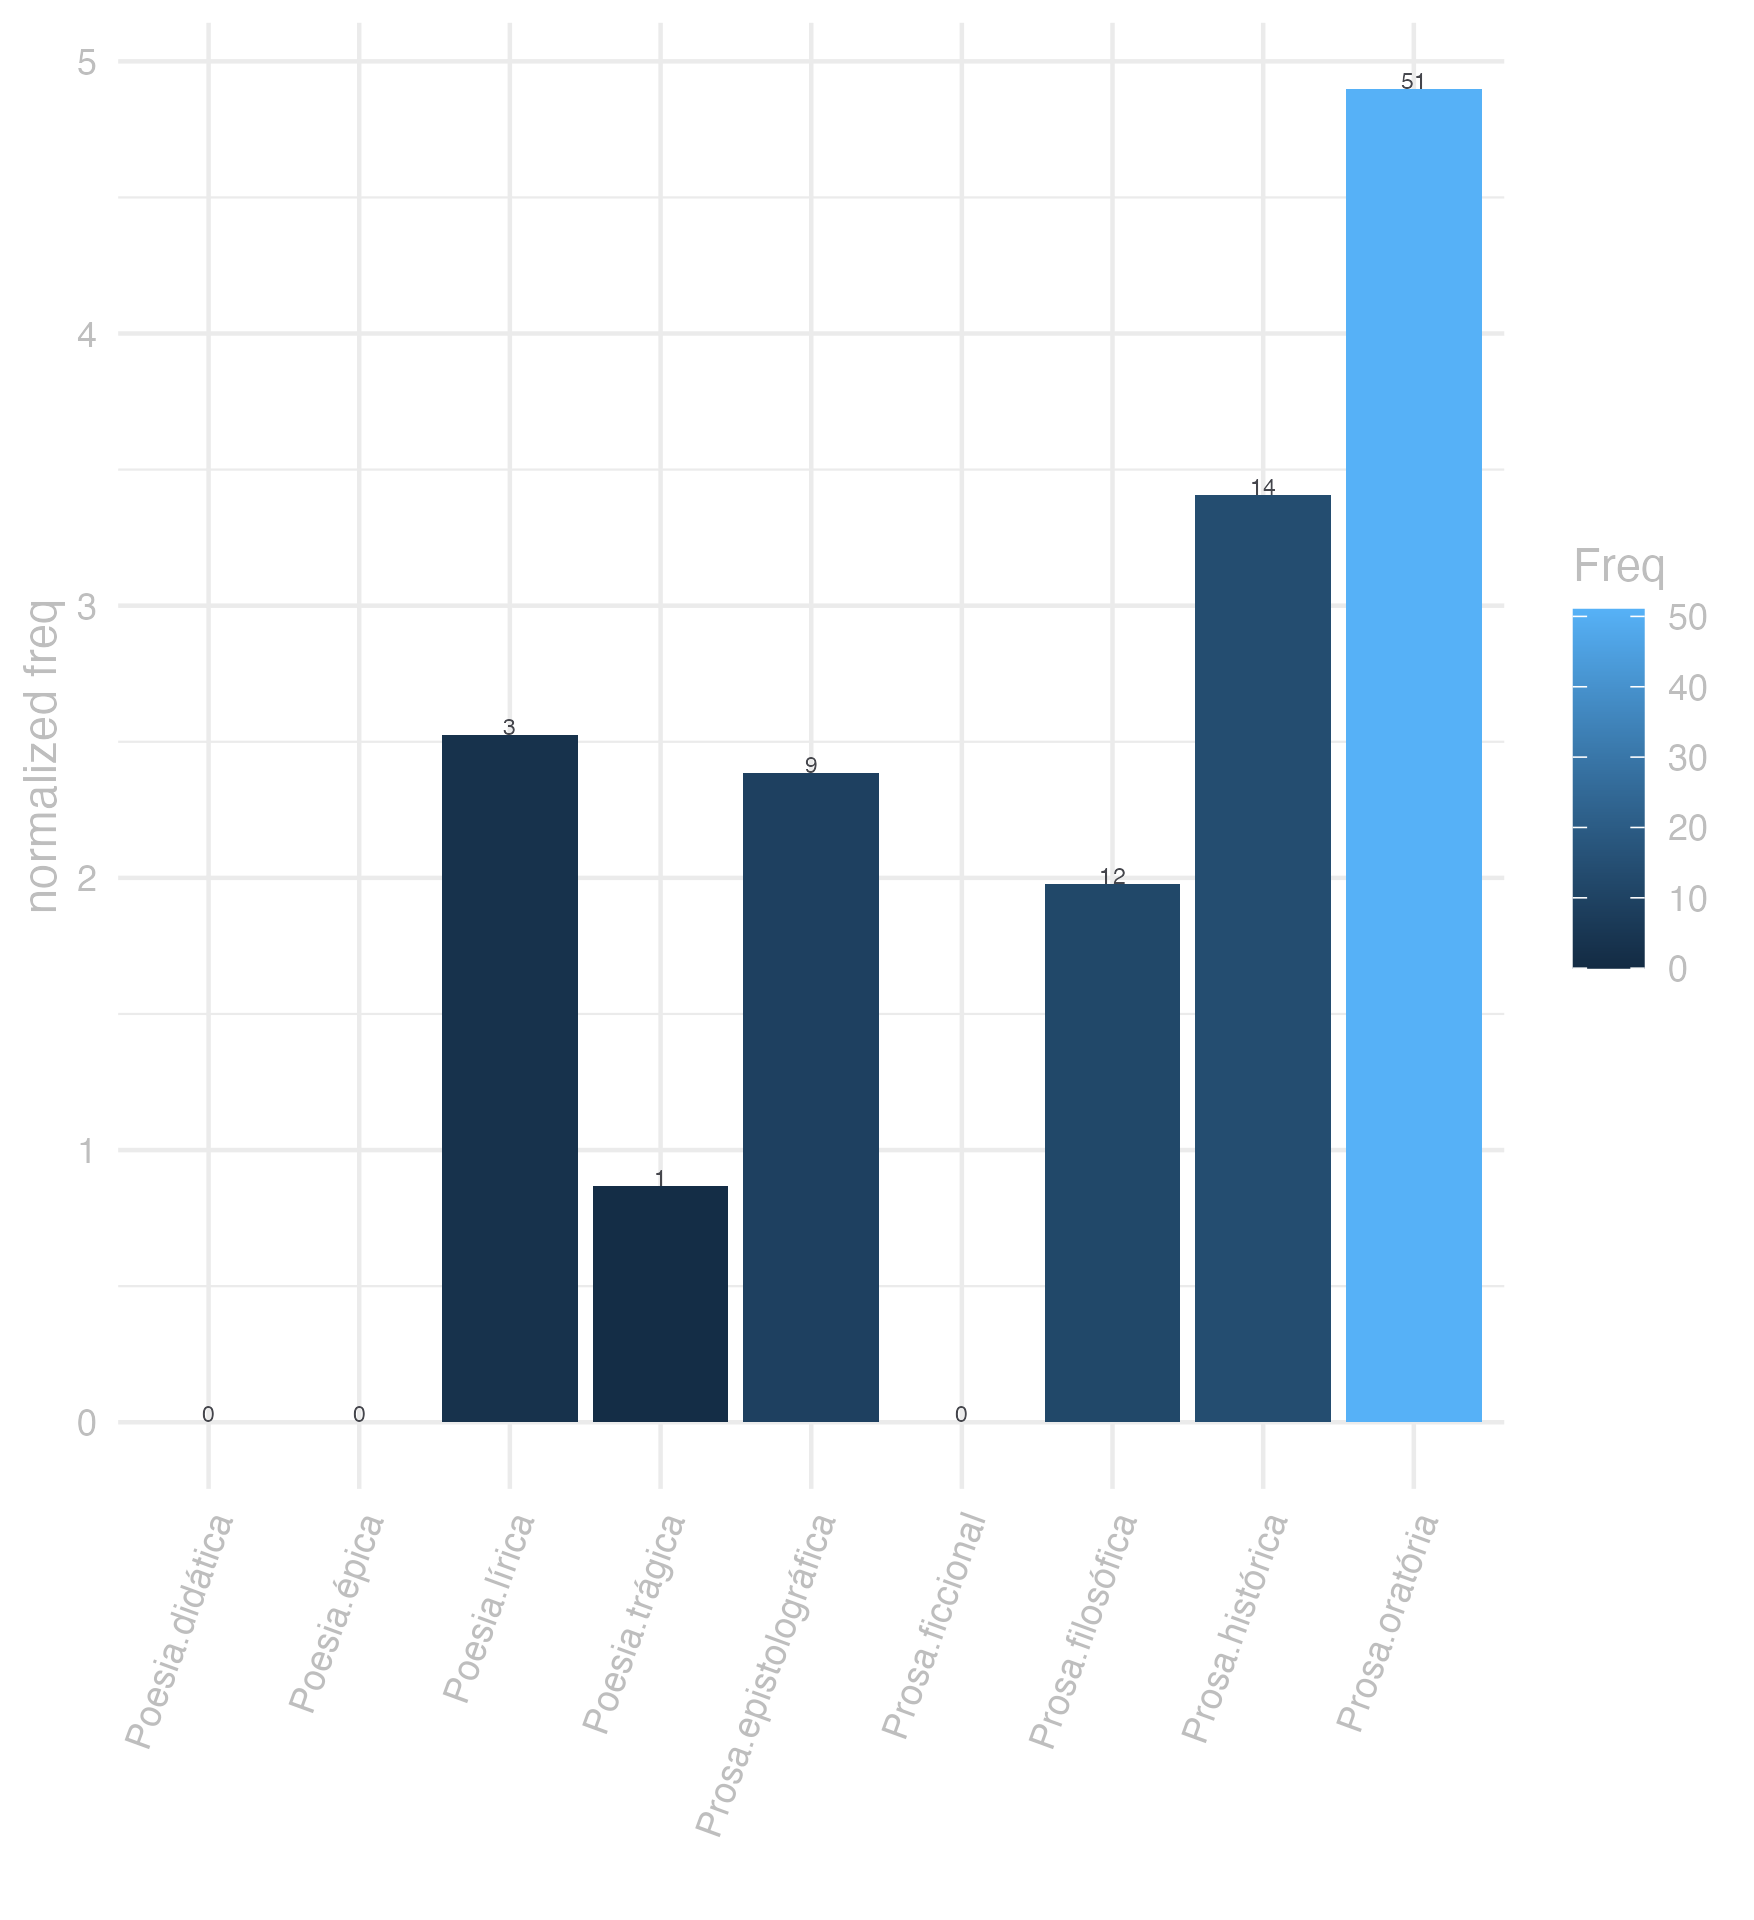 normalized freq
5
4
3
2
1
0
0
0
3
1
9
0
12
14
51
Poesia.didática
Poesia.épica
Poesia.lírica
Poesia.trágica
Prosa.epistolográfica
Prosa.ficcional
Prosa.filosófica
Prosa.histórica
Prosa.oratória
Freq
50
40
30
20
10
0